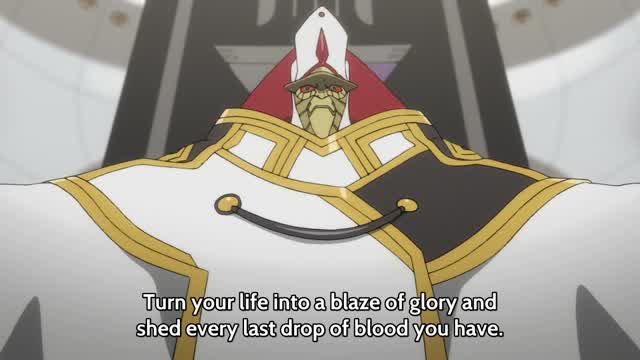 Turn your life into a blaze of glory and
shed every last drop of blood you have.